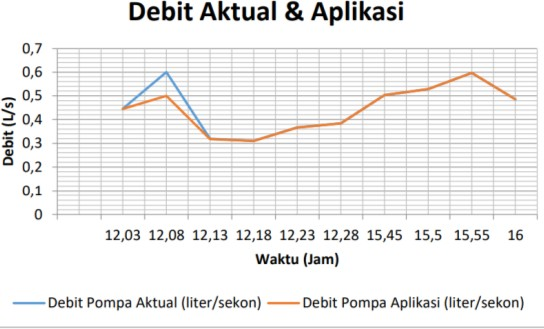 Debit Aktual & Aplikasi
0,7
0,6
0,5
0,4
0,3
0,2
0,1
0
Debit (L/s)
12,03 12,08 12,13 12,18 12,23 12,28 15,45 15,5 15,55 16
Waktu (Jam)
Debit Pompa Aktual (liter/sekon) Debit Pompa Aplikasi (liter/sekon)